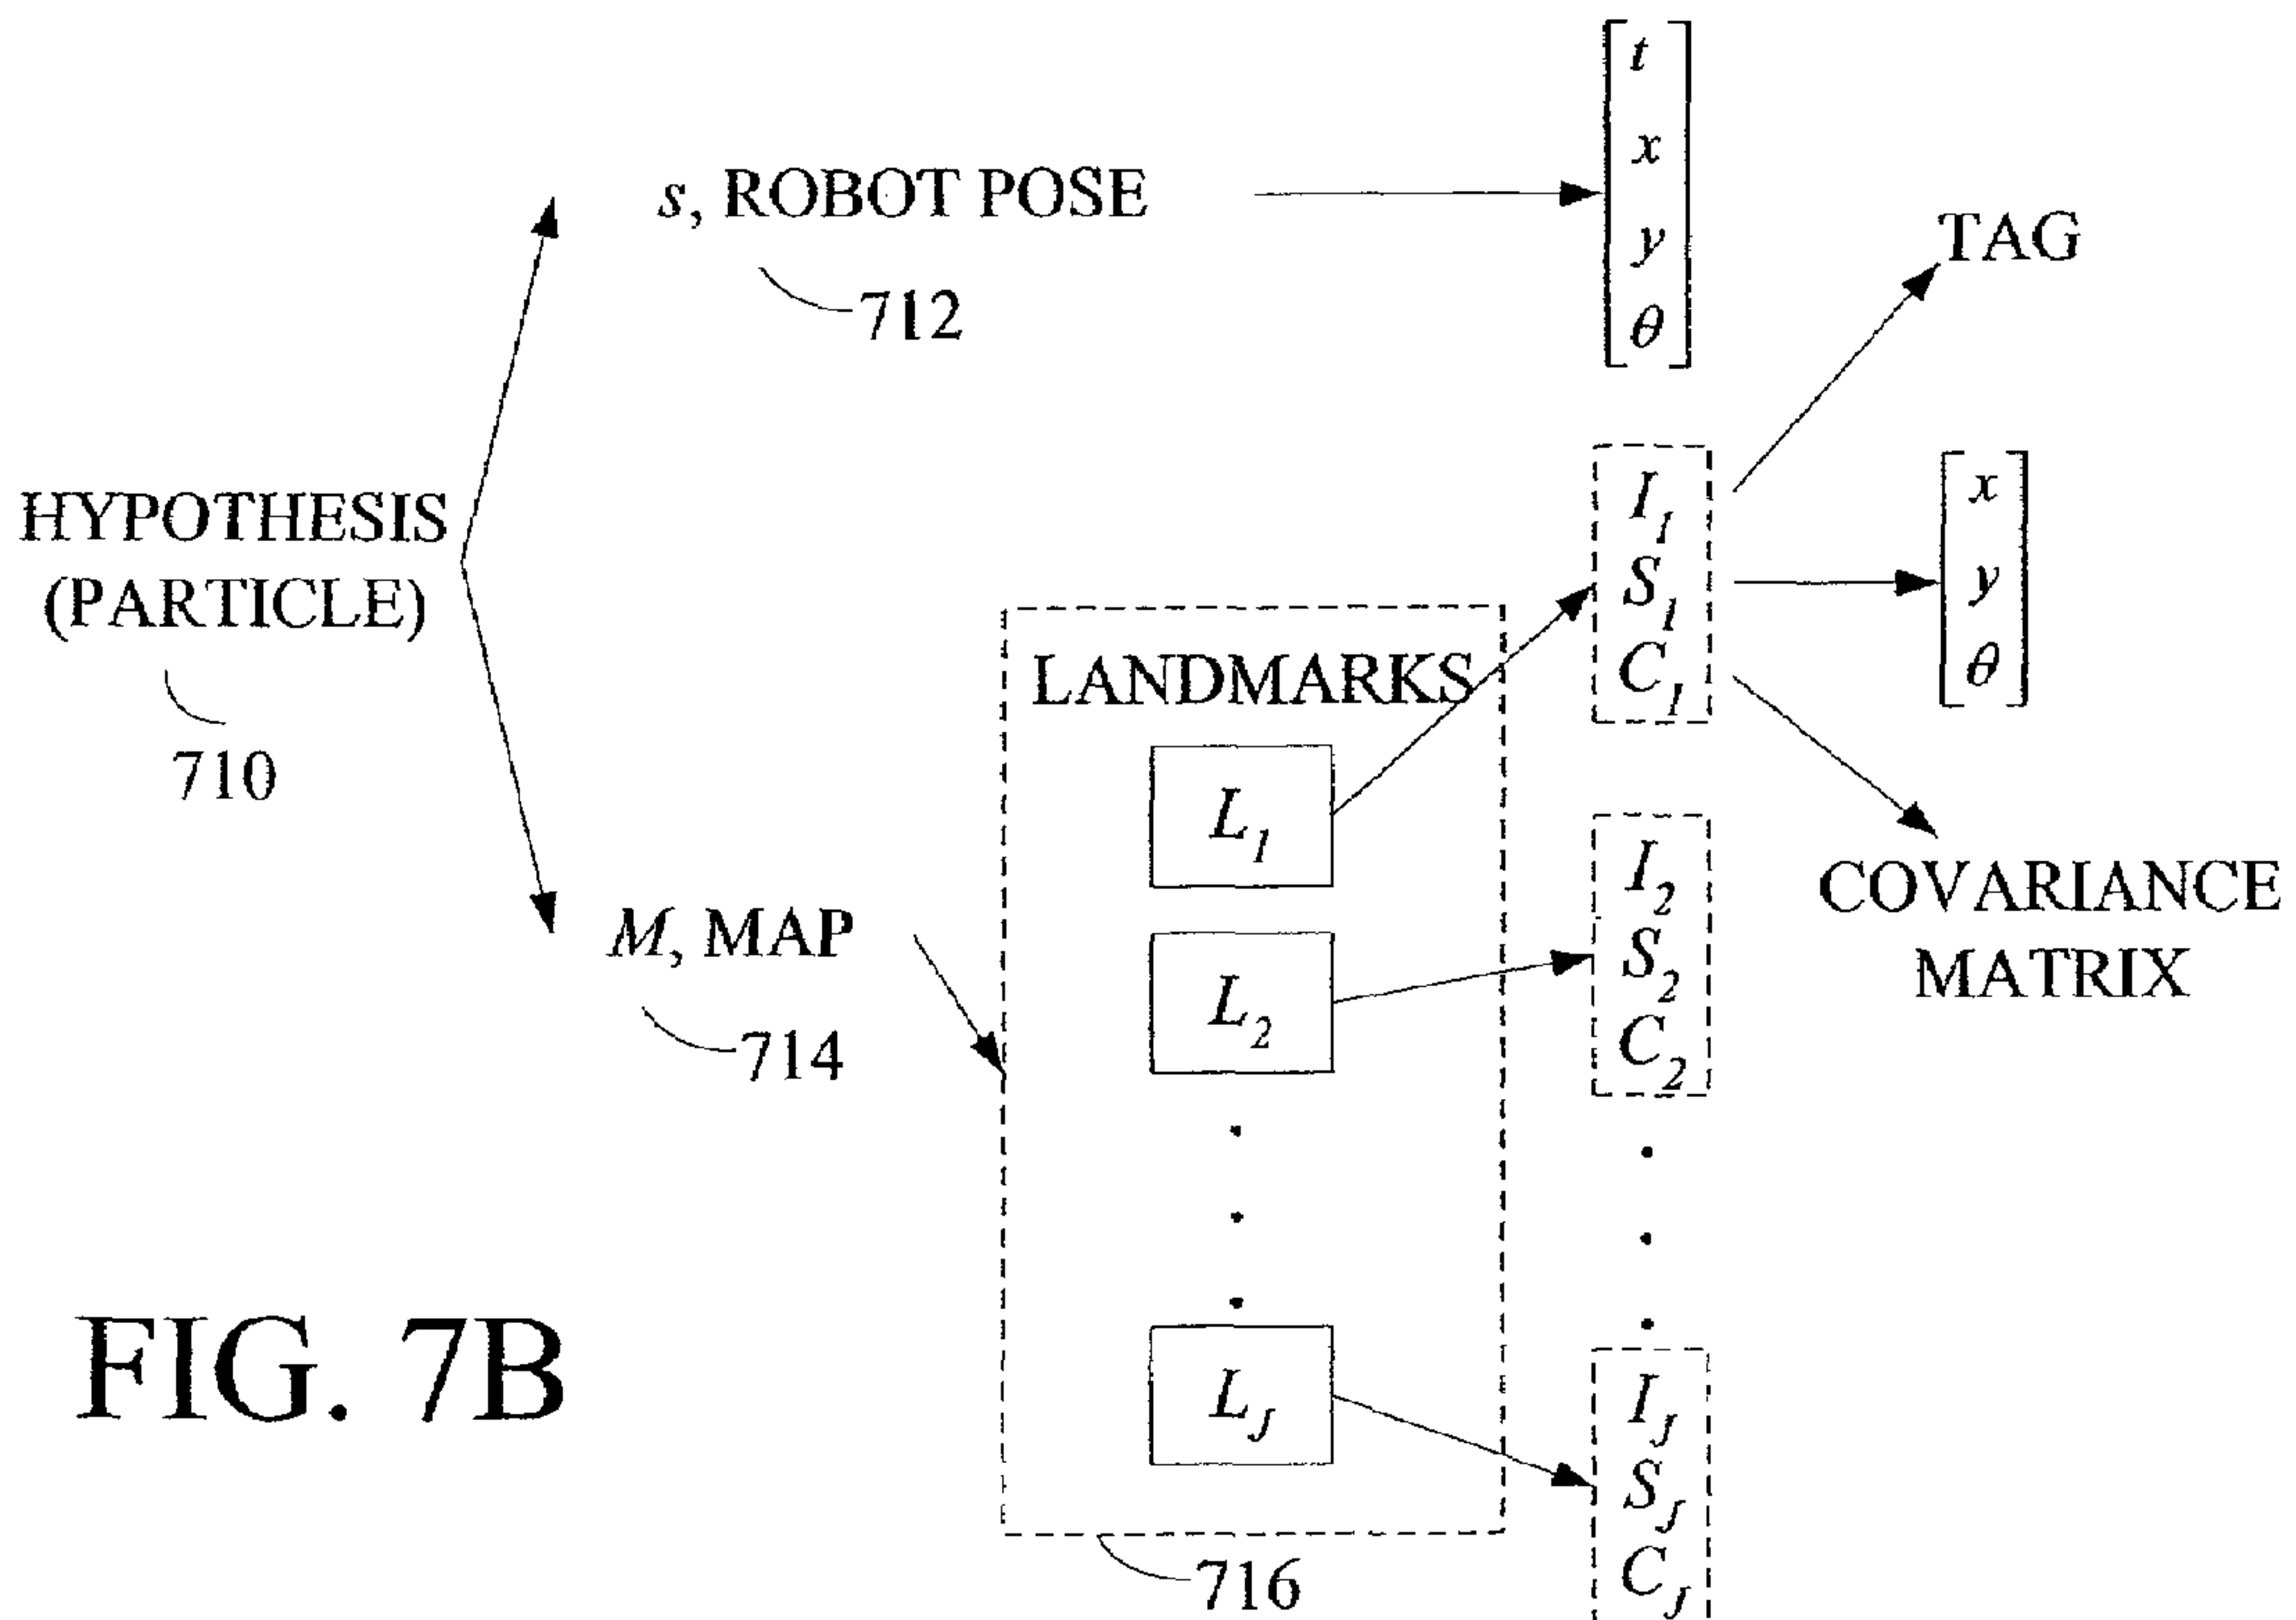 t
x
y
θ
s, ROBOT POSE
712
TAG
HYPOTHESIS
(PARTICLE)
710
I1
S1
C1
x
y
θ
LANDMARKS
L1
L2
.
.
.
LJ
716
M, MAP
714
I2
S2
C2
.
.
.
IJ
SJ
CJ
COVARIANCE
MATRIX
FIG. 7B